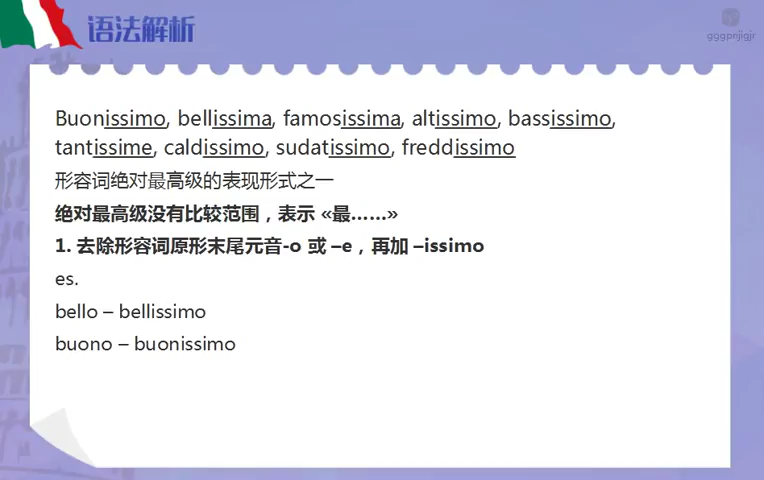 语法解析
gggpnjigjr
Buonissimo, bellissima, famosissima, altissimo, bassissimo,
tantissime, caldissimo, sudatissimo, freddissimo
形容词绝对最高级的表现形式之一
绝对最高级没有比较范围，表示 «最……»
1. 去除形容词原形末尾元音-o 或 –e，再加 –issimo
es.
bello – bellissimo
buono – buonissimo